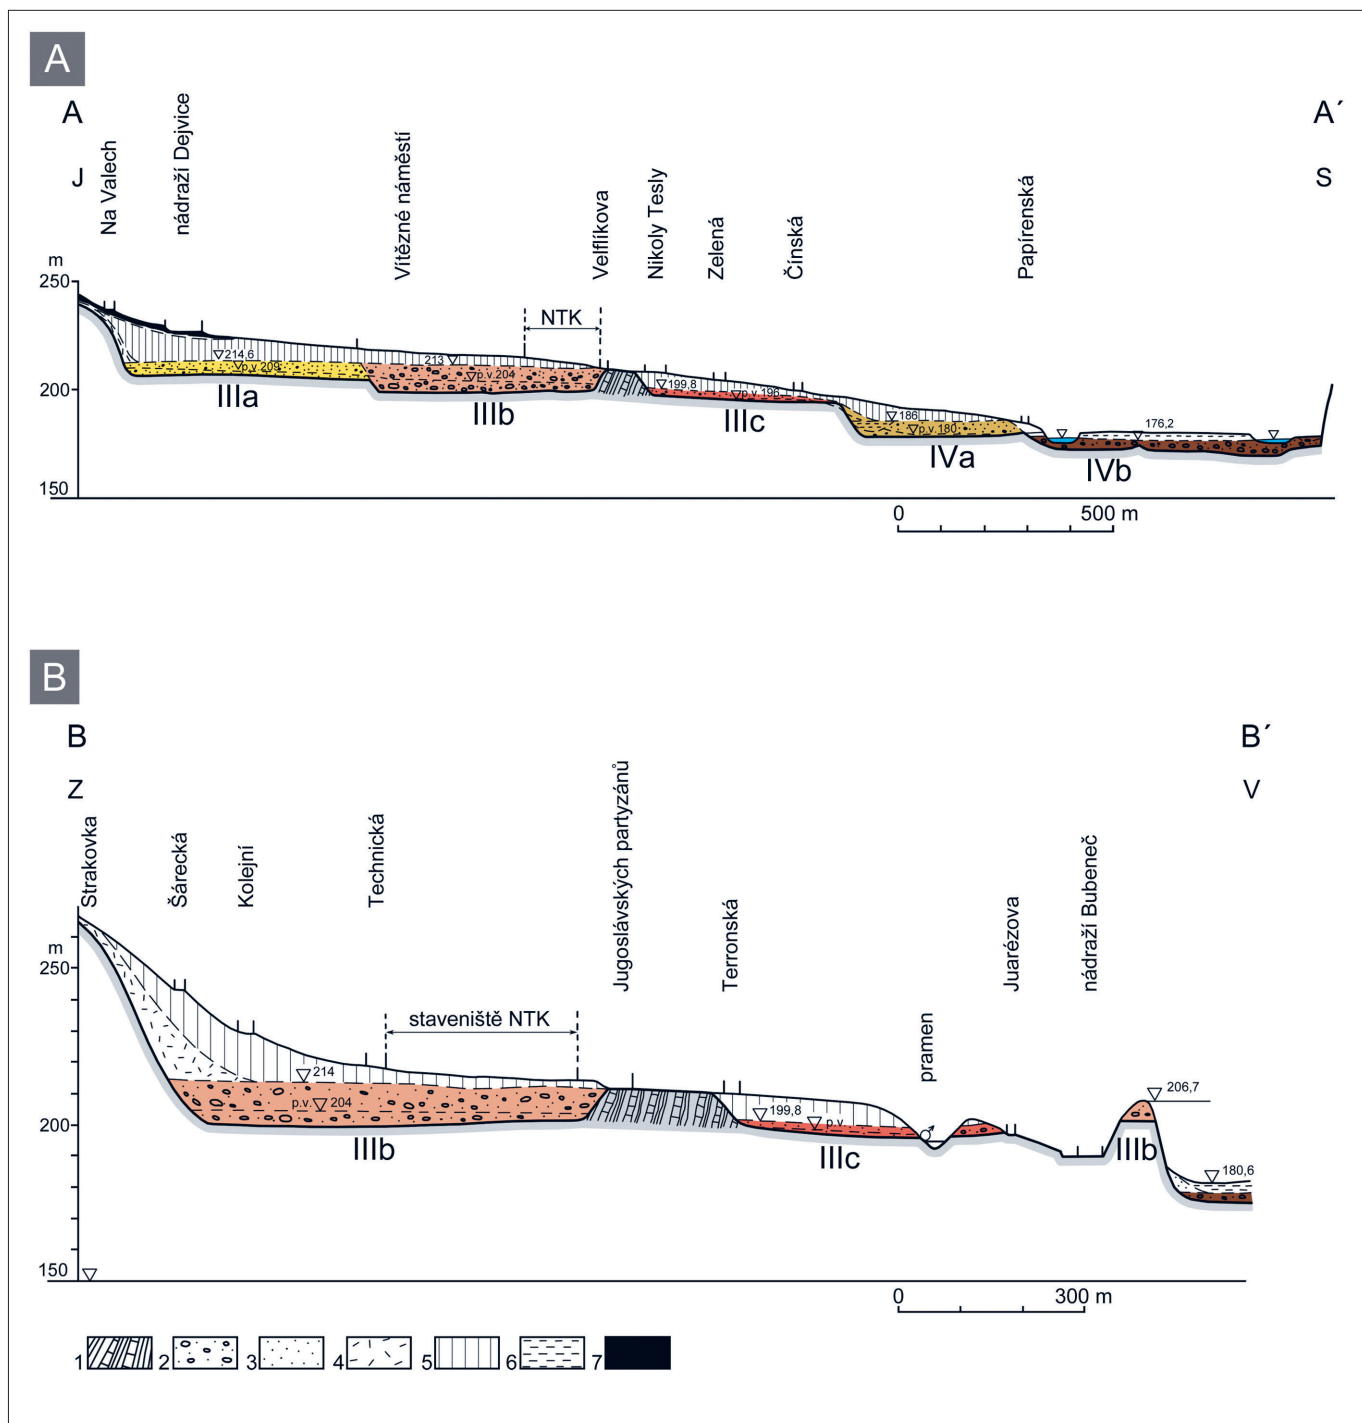 A
A
A´
J
S
Na Valech
nádraží Dejvice
Vítězné náměstí
Velflíkova
Nikoly Tesly
Zelená
Čínská
Papírenská
m
250
200
150
NTK
214,6
p.v. 209
213
p.v. 204
199,8
p.v. 196
186
p.v. 180
176,2
IIIa
IIIb
IIIc
IVa
IVb
0 500 m
B
B
B´
Z
V
Strakovka
Šárecká
Kolejní
Technická
Jugoslávských partyzánů
Terronská
pramen
Juarézova
nádraží Bubeneč
m
250
200
150
staveniště NTK
214
p.v. 204
199,8
p.v.
206,7
180,6
IIIb
IIIc
IIIb
0 300 m
1 2 3 4 5 6 7